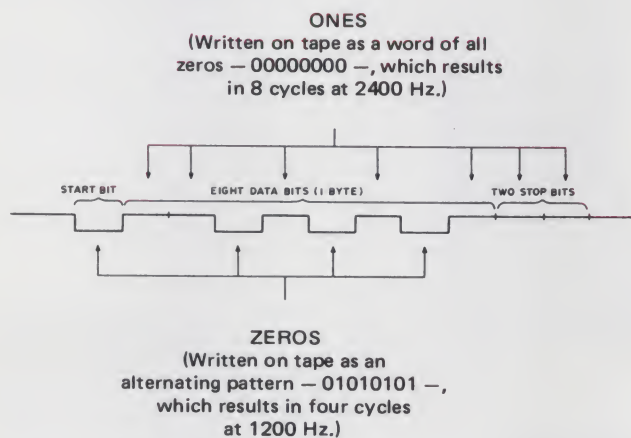 ONES
(Written on tape as a word of all
zeros — 00000000 —, which results
in 8 cycles at 2400 Hz.)
START BIT
EIGHT DATA BITS (1 BYTE)
TWO STOP BITS
ZEROS
(Written on tape as an
alternating pattern — 01010101 —,
which results in four cycles
at 1200 Hz.)